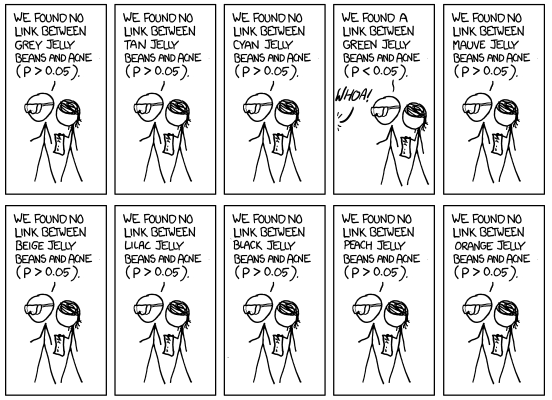 WE FOUND NO
LINK BETWEEN
GREY JELLY
BEANS AND ACNE
(P > 0.05).
WE FOUND NO
LINK BETWEEN
TAN JELLY
BEANS AND ACNE
(P > 0.05).
WE FOUND NO
LINK BETWEEN
CYAN JELLY
BEANS AND ACNE
(P > 0.05).
WE FOUND A
LINK BETWEEN
GREEN JELLY
BEANS AND ACNE
(P < 0.05).
WHOA!
WE FOUND NO
LINK BETWEEN
MAUVE JELLY
BEANS AND ACNE
(P > 0.05).
WE FOUND NO
LINK BETWEEN
BEIGE JELLY
BEANS AND ACNE
(P > 0.05).
WE FOUND NO
LINK BETWEEN
LILAC JELLY
BEANS AND ACNE
(P > 0.05).
WE FOUND NO
LINK BETWEEN
BLACK JELLY
BEANS AND ACNE
(P > 0.05).
WE FOUND NO
LINK BETWEEN
PEACH JELLY
BEANS AND ACNE
(P > 0.05).
WE FOUND NO
LINK BETWEEN
ORANGE JELLY
BEANS AND ACNE
(P > 0.05).